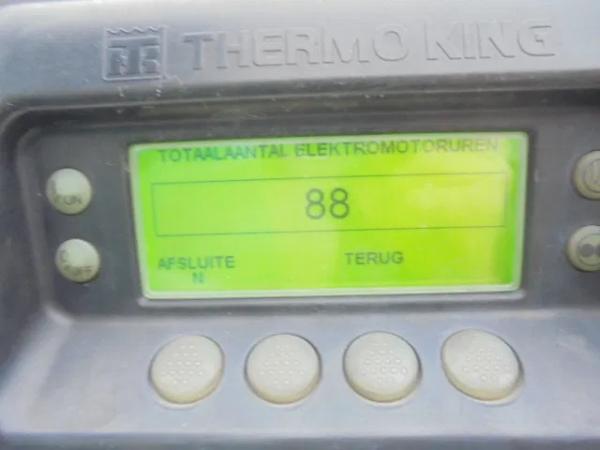 THERMO KING
TOTAALAANTAL ELEKTROMOTORUREN
88
AFSLUITE
N
TERUG